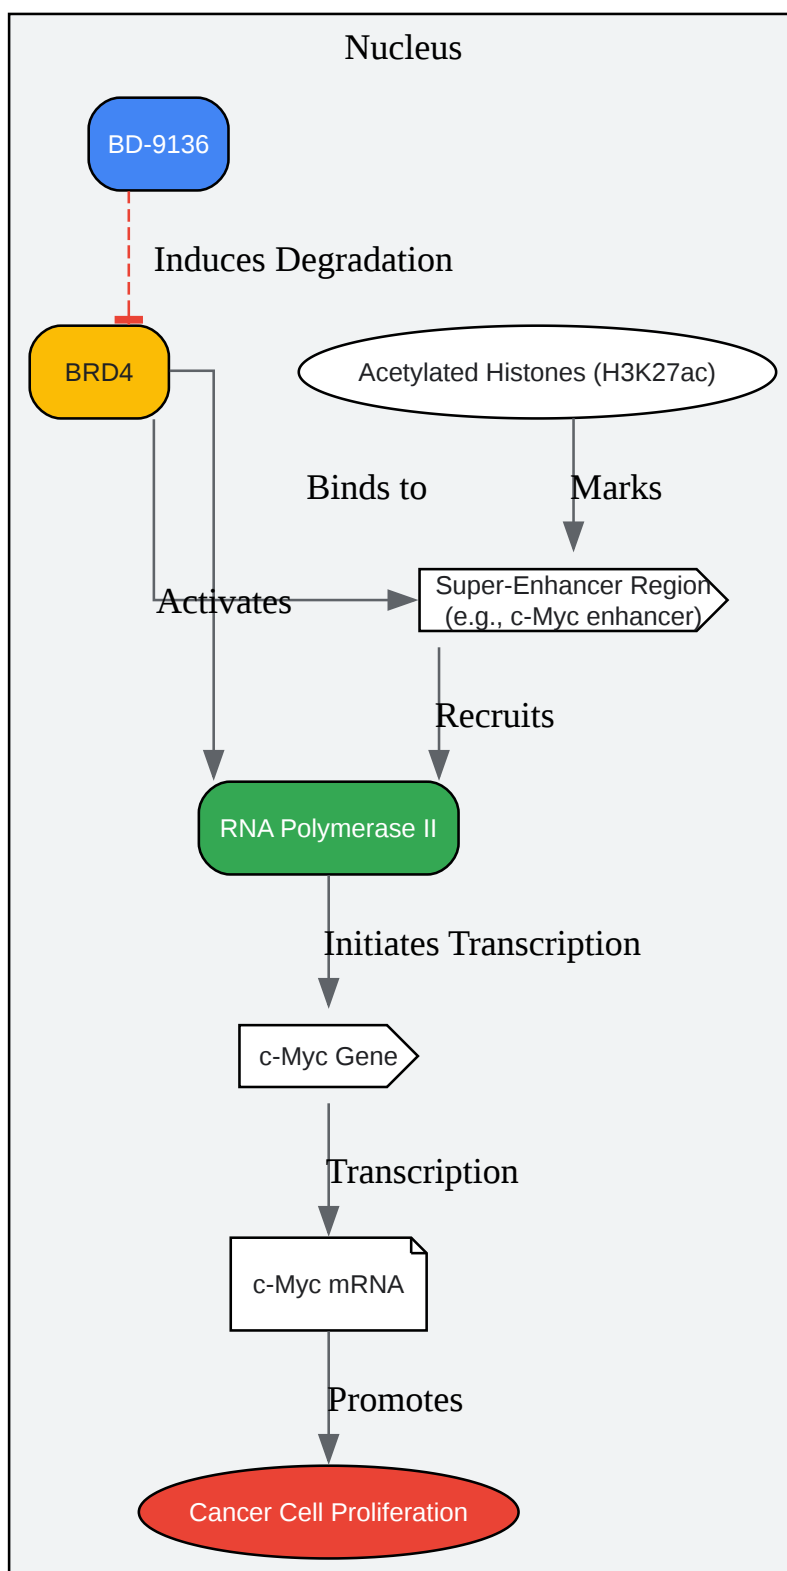 Nucleus
BD-9136
Induces Degradation
BRD4
Acetylated Histones (H3K27ac)
Binds to
Marks
Super-Enhancer Region
(e.g., c-Myc enhancer)
Activates
Recruits
RNA Polymerase II
Initiates Transcription
c-Myc Gene
Transcription
c-Myc mRNA
Promotes
Cancer Cell Proliferation